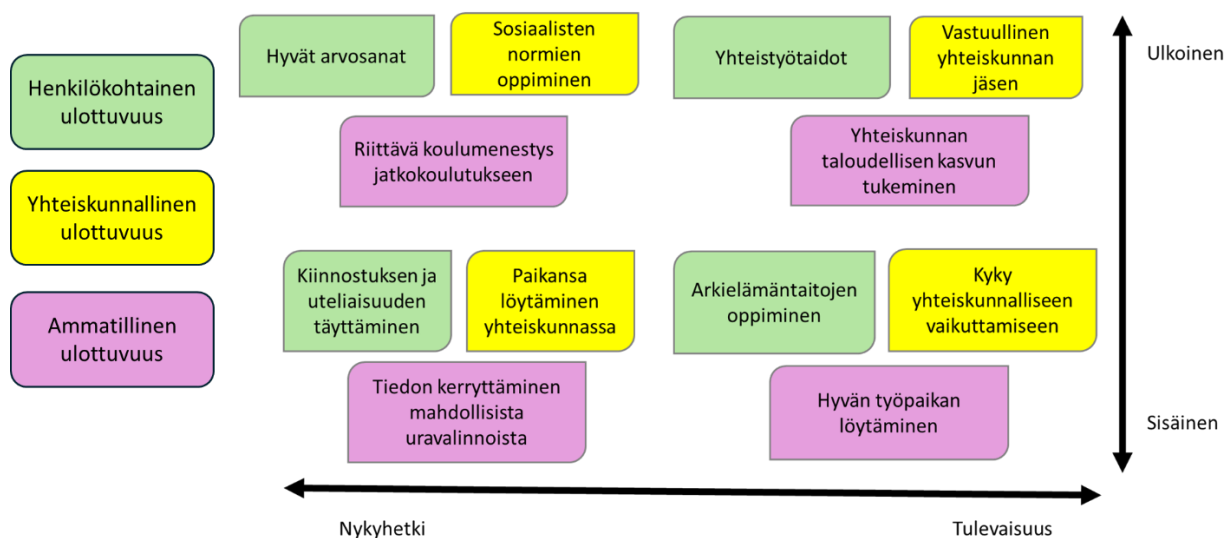 Henkilökohtainen
ulottuvuus
Yhteiskunnallinen
ulottuvuus
Ammatillinen
ulottuvuus
Hyvät arvosanat
Sosiaalisten
normien
oppiminen
Riittävä koulumenestys
jatkokoulutukseen
Yhteistyötaidot
Vastuullinen
yhteiskunnan
jäsen
Yhteiskunnan
taloudellisen kasvun
tukeminen
Kiinnostuksen ja
uteliaisuuden
täyttäminen
Paikansa
löytäminen
yhteiskunnassa
Tiedon kerryttäminen
mahdollisista
uravalinnoista
Arkielämäntaitojen
oppiminen
Kyky
yhteiskunnalliseen
vaikuttamiseen
Hyvän työpaikan
löytäminen
Ulkoinen
Sisäinen
Nykyhetki
Tulevaisuus